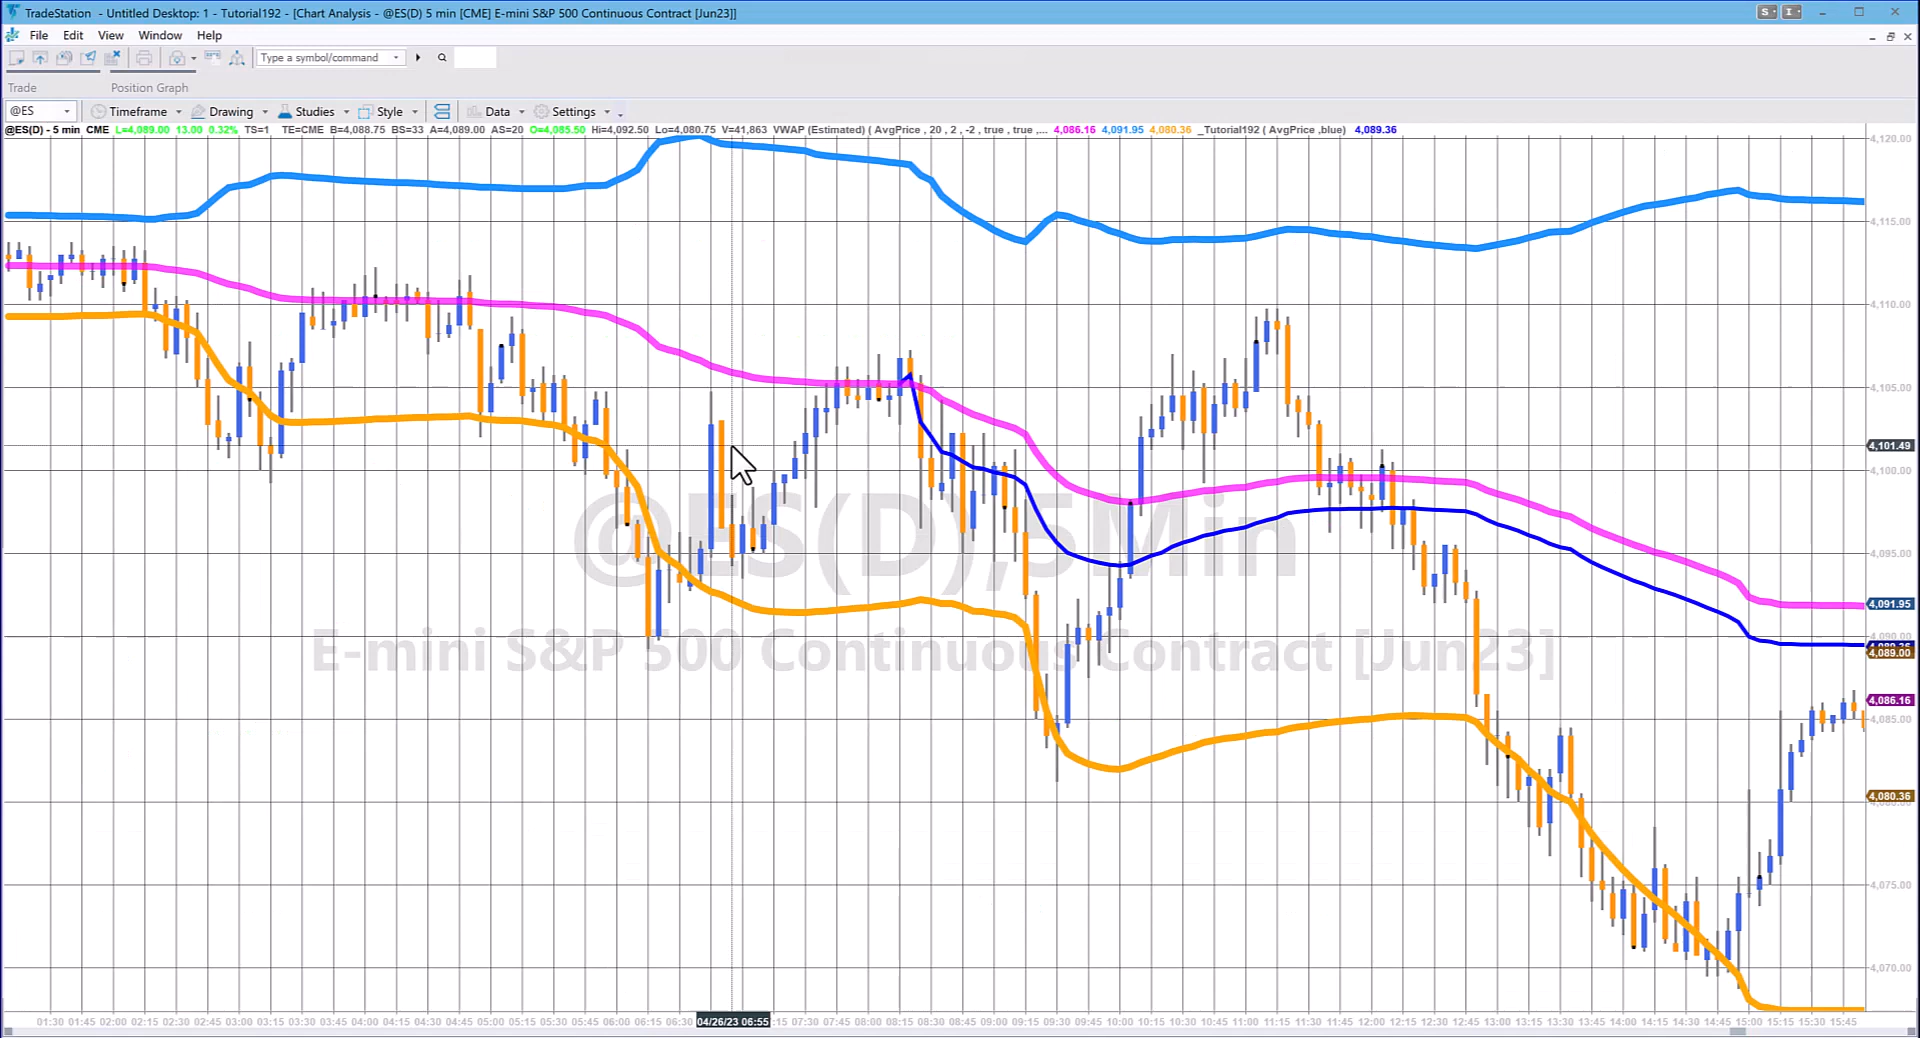 TradeStation - Untitled Desktop: 1 - Tutorial192 - [Chart Analysis - @ES(D) 5 min [CME] E-mini S&P 500 Continuous Contract [Jun23]]
S
I
File Edit View Window Help
Type a symbol/command
Trade Position Graph
@ES Timeframe Drawing Studies Style Data Settings
@ES(D) - 5 min CME L=4,089.00 13.00 0.32% TS=1 TE=CME B=4,088.75 BS=33 A=4,089.00 AS=20 O=4,085.50 Hi=4,092.50 Lo=4,080.75 V=41,863 VWAP (Estimated) ( AvgPrice , 20 , 2 , -2 , true , true ,... 4,086.16 4,091.95 4,080.36 _Tutorial192 ( AvgPrice ,blue) 4,089.36
4,120.00
4,115.00
4,110.00
4,105.00
4,101.49
4,100.00
@ES(D),5 Min
4,095.00
4,091.95
4,090.00
E-mini S&P 500 Continuous Contract [Jun23]
4,089.00
4,086.16
4,085.00
4,080.36
4,075.00
4,070.00
01:30 01:45 02:00 02:15 02:30 02:45 03:00 03:15 03:30 03:45 04:00 04:15 04:30 04:45 05:00 05:15 05:30 05:45 06:00 06:15 06:30 04/26/23 06:55 :15 07:30 07:45 08:00 08:15 08:30 08:45 09:00 09:15 09:30 09:45 10:00 10:15 10:30 10:45 11:00 11:15 11:30 11:45 12:00 12:15 12:30 12:45 13:00 13:15 13:30 13:45 14:00 14:15 14:30 14:45 15:00 15:15 15:30 15:45